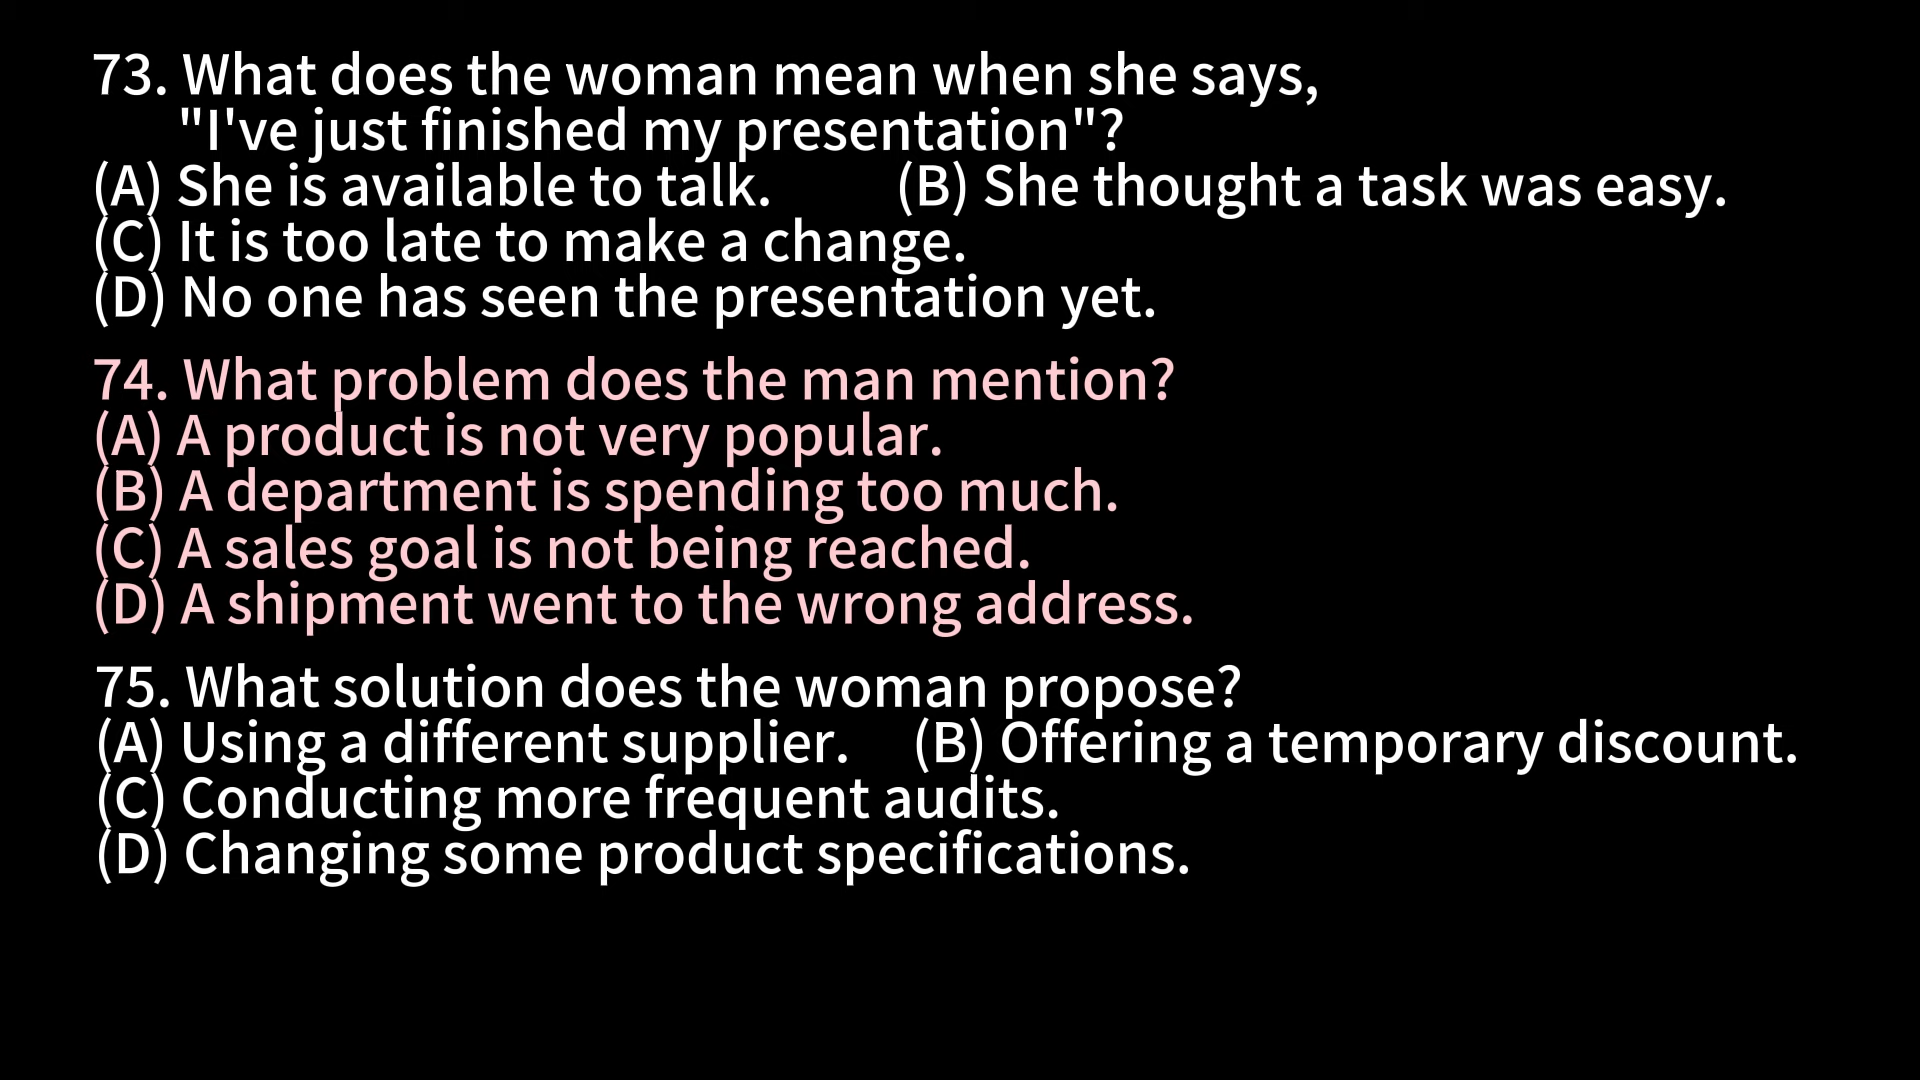 73. What does the woman mean when she says,
"I've just finished my presentation"?
(A) She is available to talk. (B) She thought a task was easy.
(C) It is too late to make a change.
(D) No one has seen the presentation yet.
74. What problem does the man mention?
(A) A product is not very popular.
(B) A department is spending too much.
(C) A sales goal is not being reached.
(D) A shipment went to the wrong address.
75. What solution does the woman propose?
(A) Using a different supplier. (B) Offering a temporary discount.
(C) Conducting more frequent audits.
(D) Changing some product specifications.